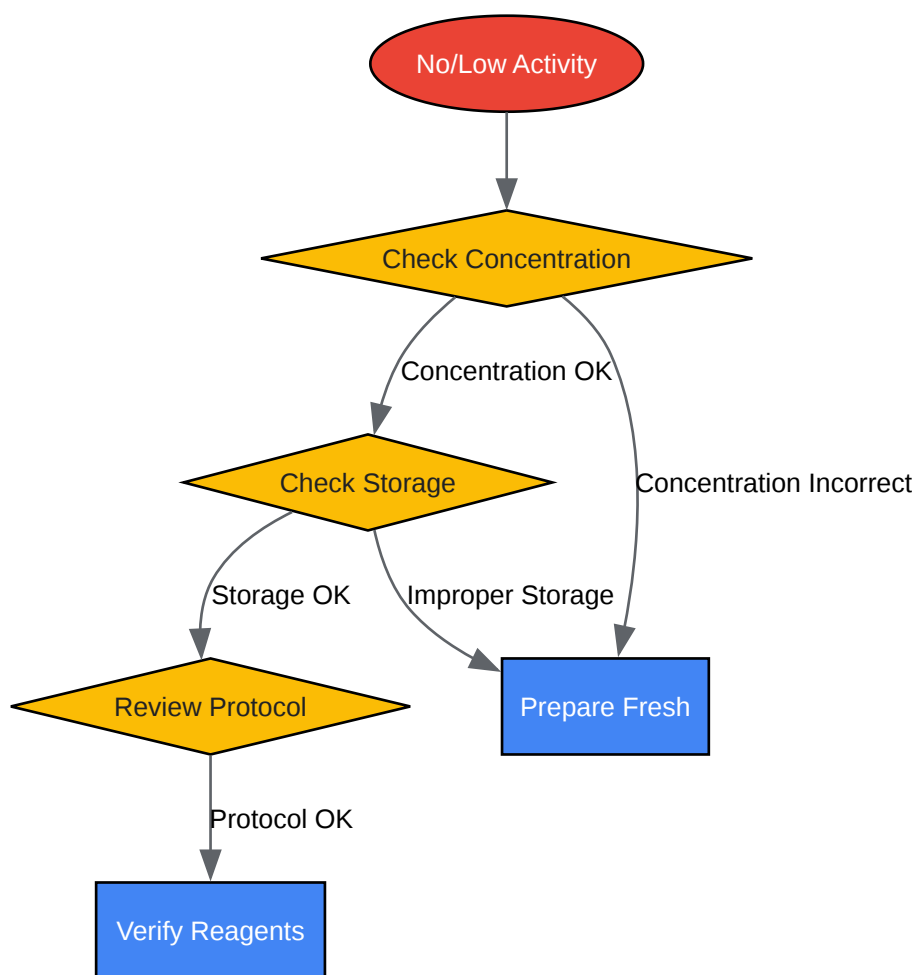 No/Low Activity
Check Concentration
Concentration OK
Check Storage
Concentration Incorrect
Storage OK
Improper Storage
Review Protocol
Prepare Fresh
Protocol OK
Verify Reagents